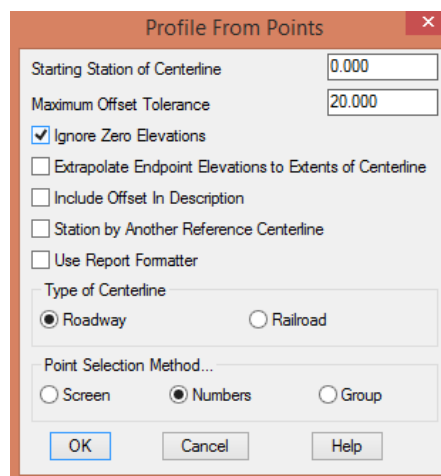 Profile From Points
Starting Station of Centerline 0.000
Maximum Offset Tolerance 20.000
Ignore Zero Elevations
Extrapolate Endpoint Elevations to Extents of Centerline
Include Offset In Description
Station by Another Reference Centerline
Use Report Formatter
Type of Centerline
Roadway Railroad
Point Selection Method...
Screen Numbers Group
OK Cancel Help